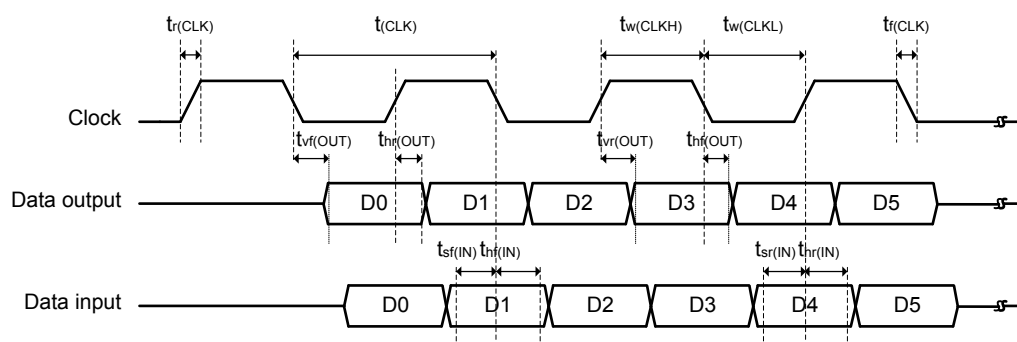 tr(CLK) t(CLK) tw(CLKH) tw(CLKL) tf(CLK)
Clock
tvf(OUT) thr(OUT) tvr(OUT) thf(OUT)
Data output D0 D1 D2 D3 D4 D5
tsf(IN) thf(IN) tsr(IN) thr(IN)
Data input D0 D1 D2 D3 D4 D5